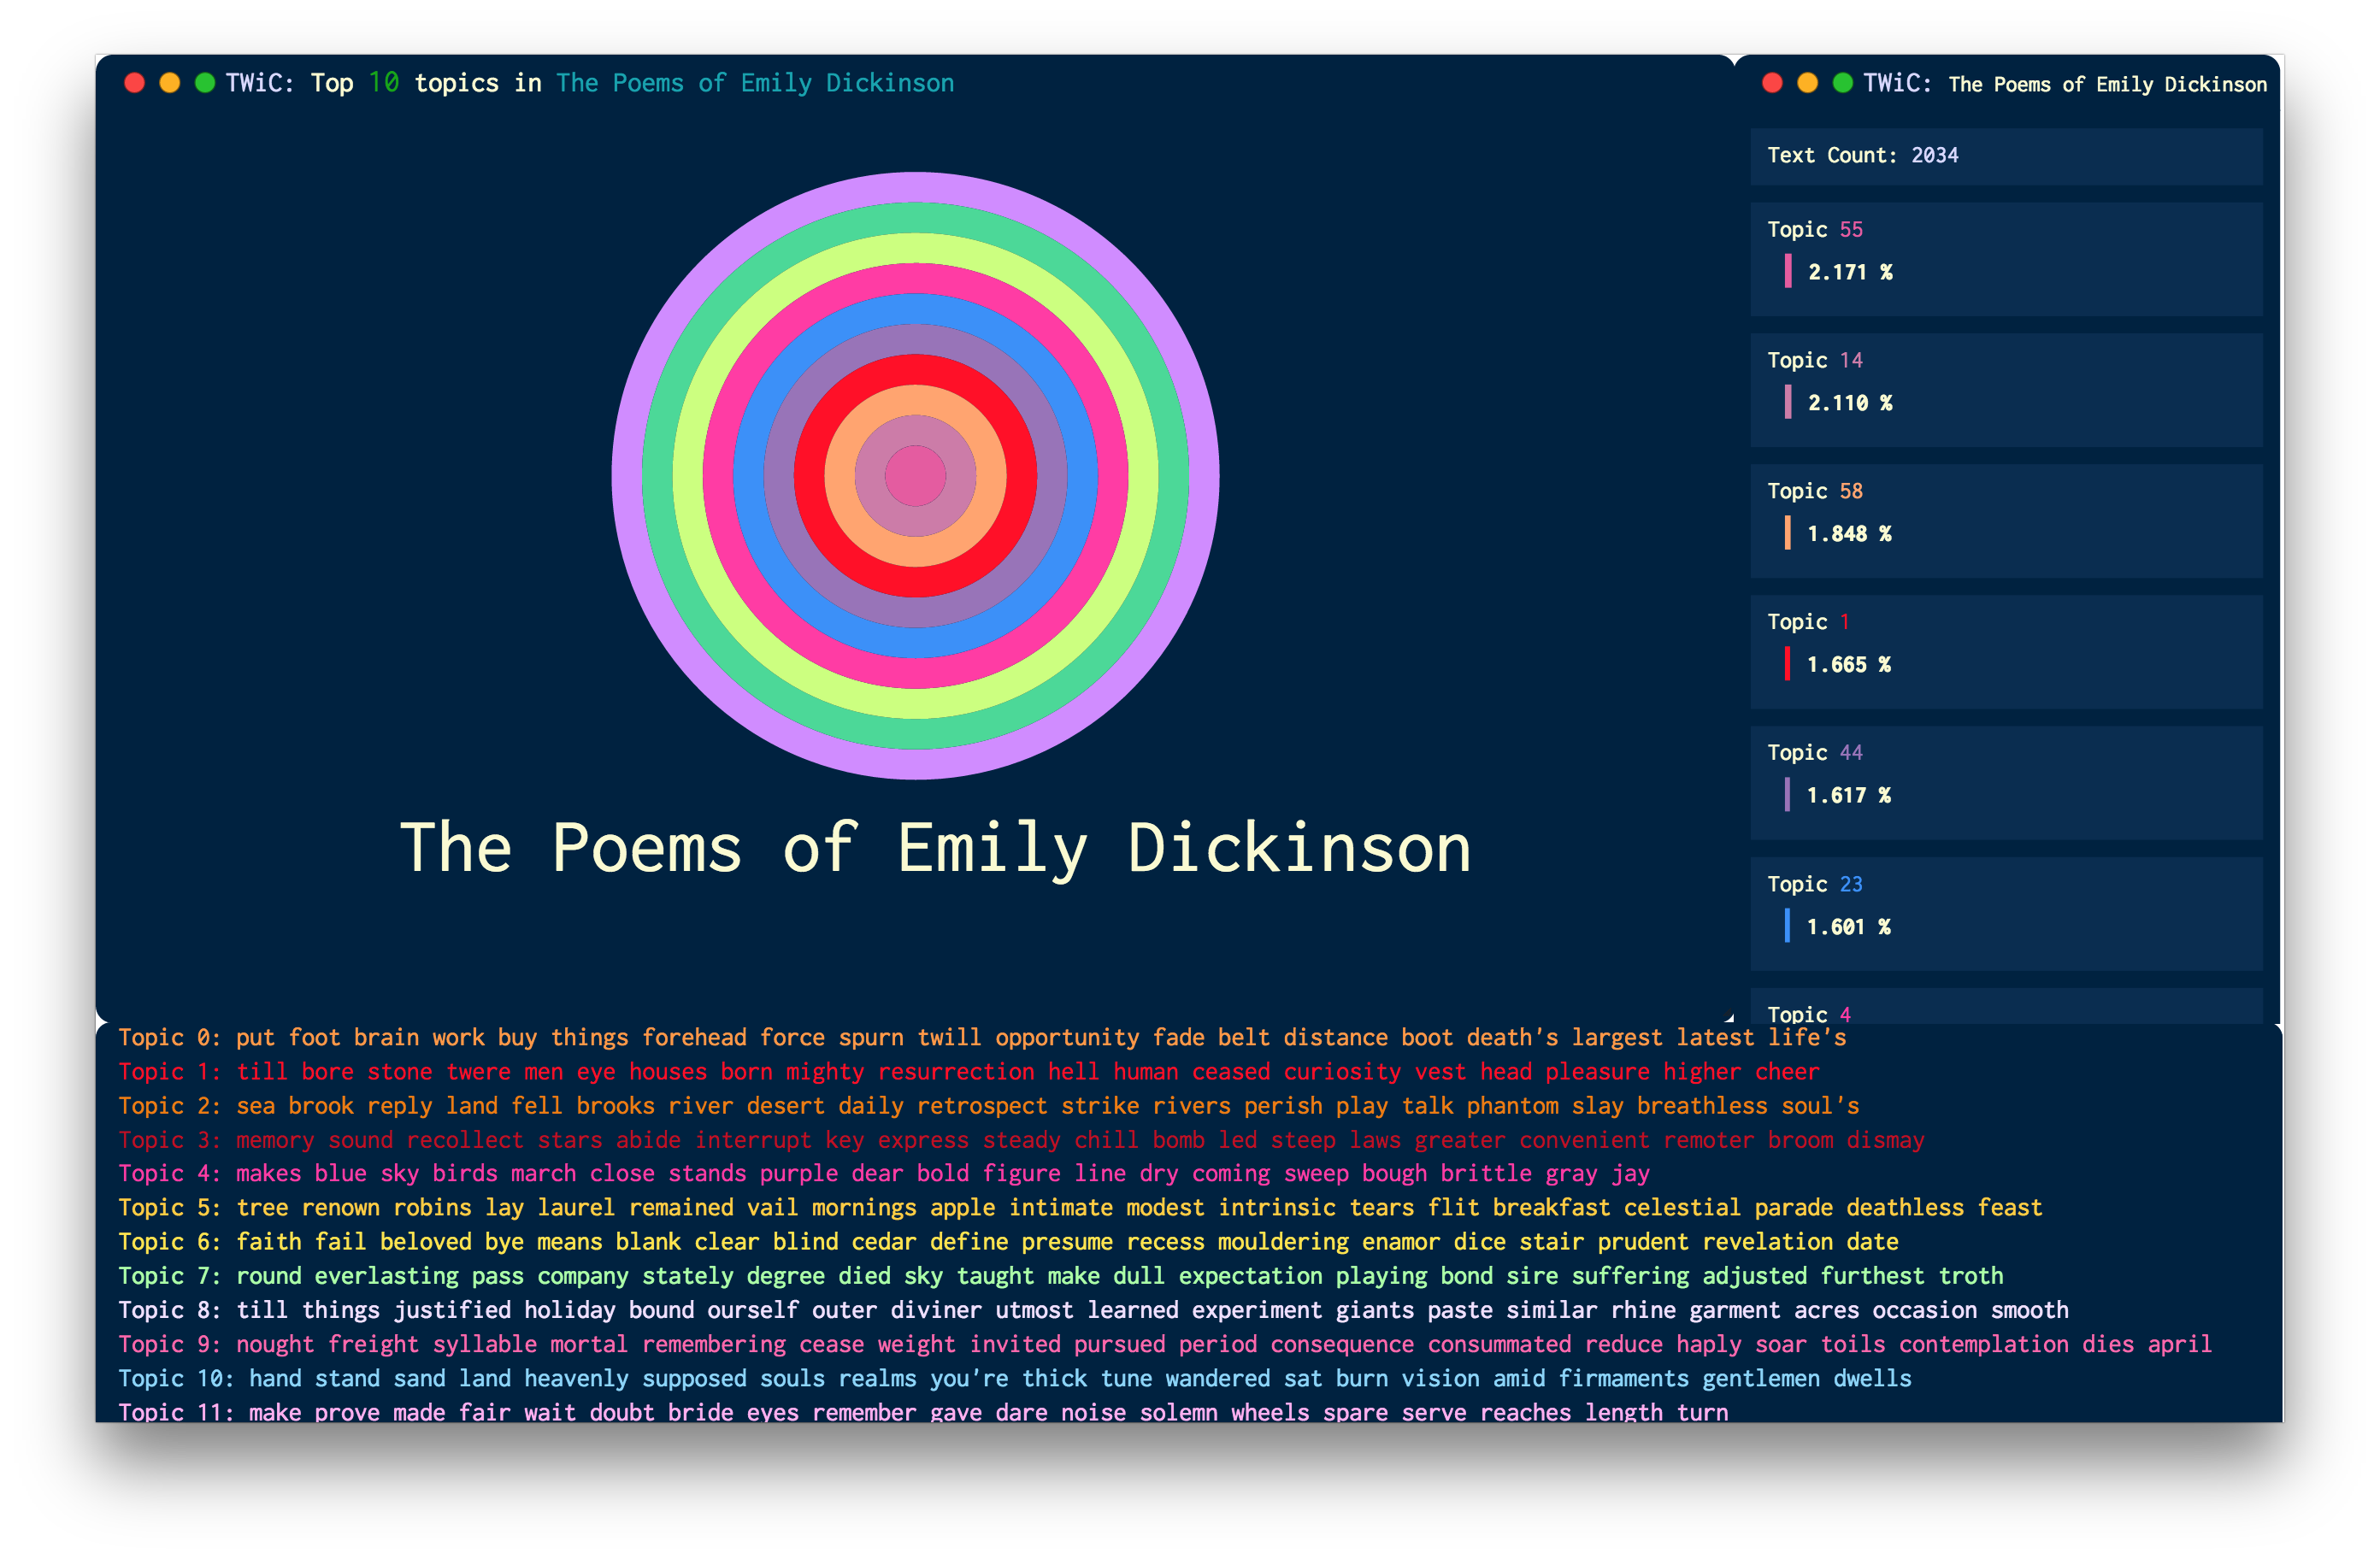 TWiC: Top 10 topics in The Poems of Emily Dickinson
The Poems of Emily Dickinson
TWiC: The Poems of Emily Dickinson
Text Count: 2034
Topic 55
2.171 %
Topic 14
2.110 %
Topic 58
1.848 %
Topic 1
1.665 %
Topic 44
1.617 %
Topic 23
1.601 %
Topic 4
Topic 0: put foot brain work buy things forehead force spurn twill opportunity fade belt distance boot death's largest latest life's
Topic 1: till bore stone twere men eye houses born mighty resurrection hell human ceased curiosity vest head pleasure higher cheer
Topic 2: sea brook reply land fell brooks river desert daily retrospect strike rivers perish play talk phantom slay breathless soul's
Topic 3: memory sound recollect stars abide interrupt key express steady chill bomb led steep laws greater convenient remoter broom dismay
Topic 4: makes blue sky birds march close stands purple dear bold figure line dry coming sweep bough brittle gray jay
Topic 5: tree renown robins lay laurel remained vail mornings apple intimate modest intrinsic tears flit breakfast celestial parade deathless feast
Topic 6: faith fail beloved bye means blank clear blind cedar define presume recess mouldering enamor dice stair prudent revelation date
Topic 7: round everlasting pass company stately degree died sky taught make dull expectation playing bond sire suffering adjusted furthest troth
Topic 8: till things justified holiday bound ourself outer diviner utmost learned experiment giants paste similar rhine garment acres occasion smooth
Topic 9: nought freight syllable mortal remembering cease weight invited pursued period consequence consummated reduce haply soar toils contemplation dies april
Topic 10: hand stand sand land heavenly supposed souls realms you're thick tune wandered sat burn vision amid firmaments gentlemen dwells
Topic 11: make prove made fair wait doubt bride eyes remember gave dare noise solemn wheels spare serve reaches length turn